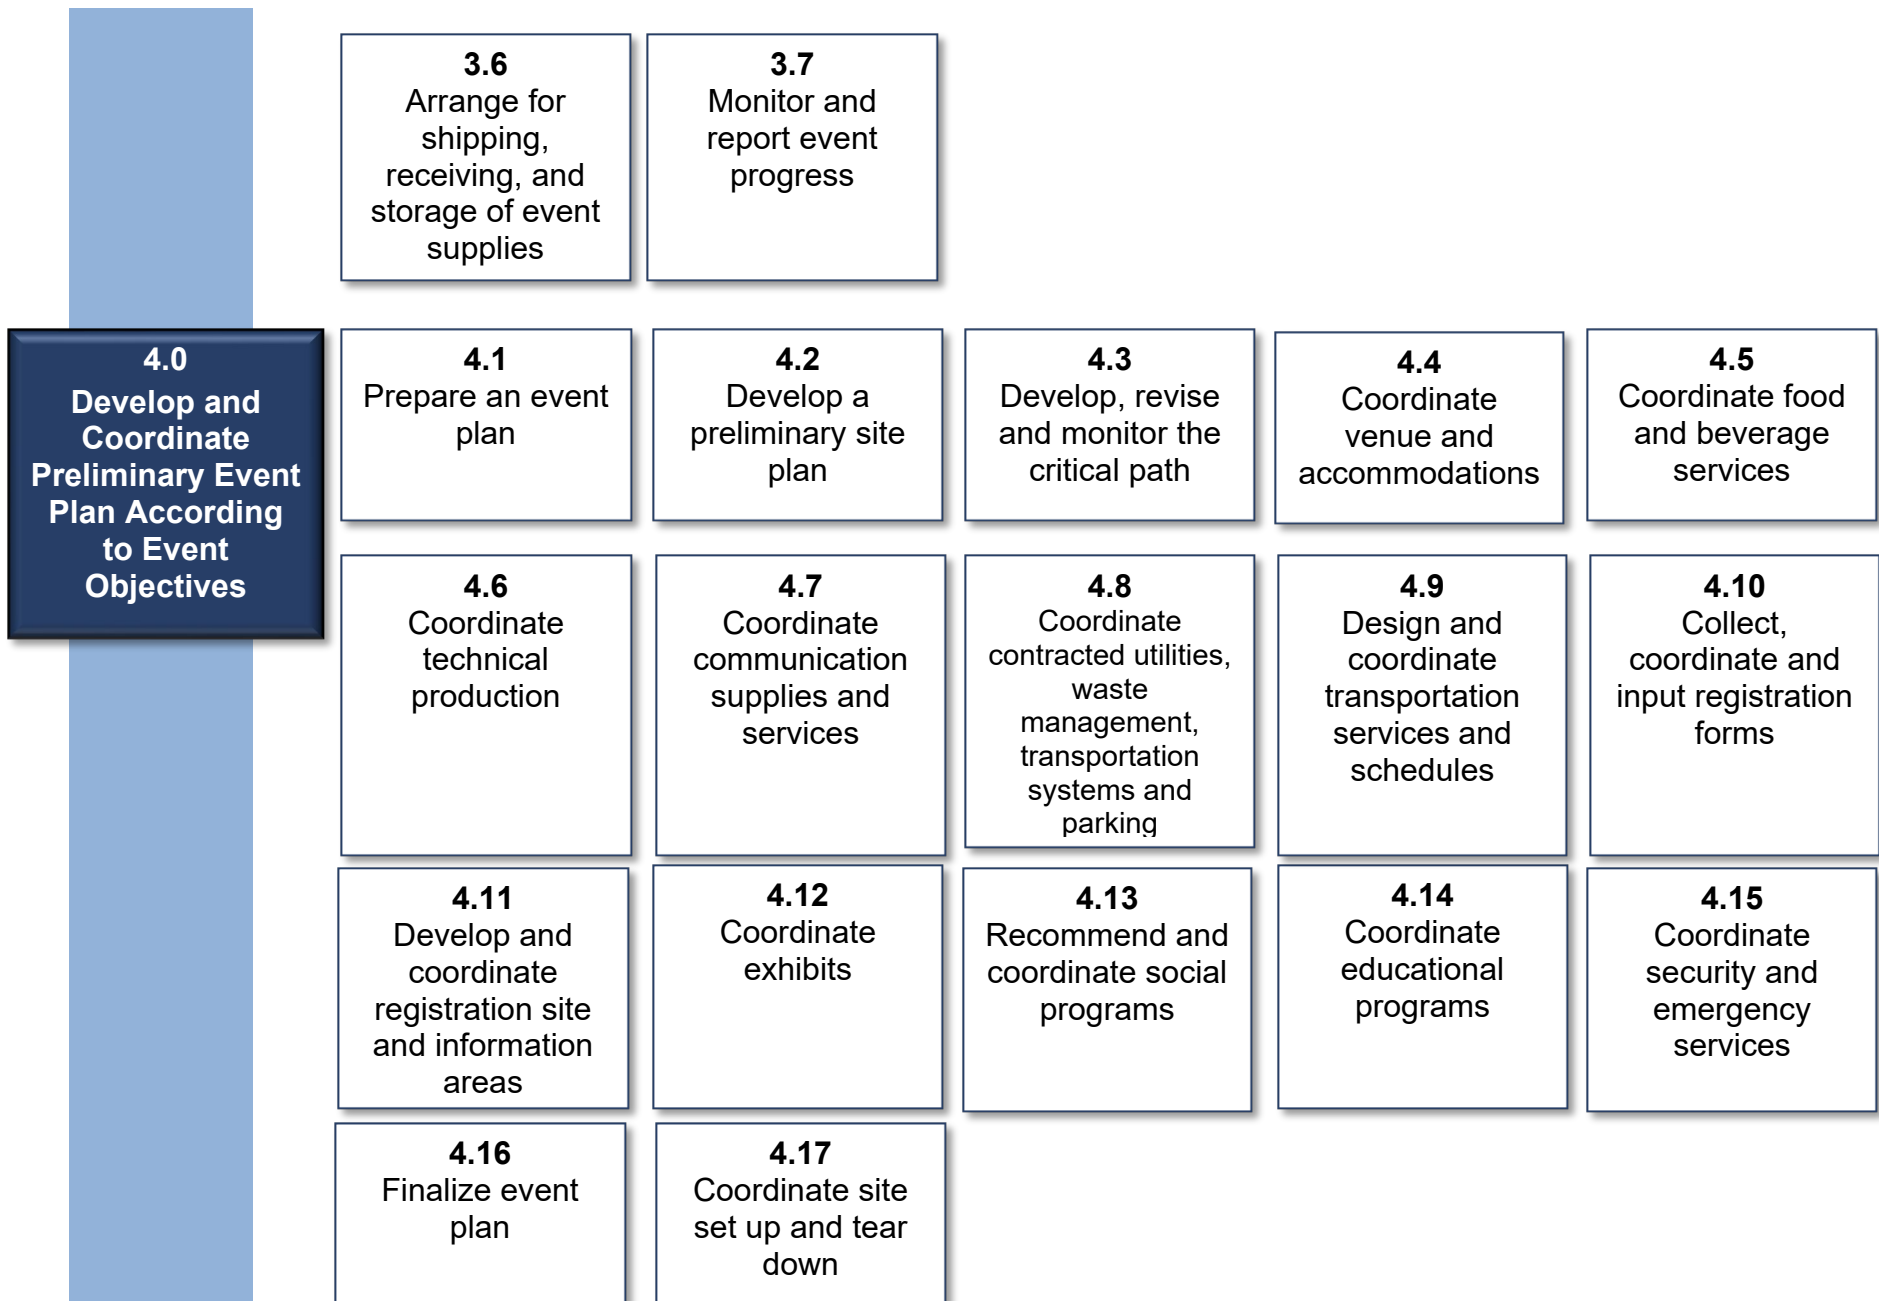 3.6
Arrange for
shipping,
receiving, and
storage of event
supplies
3.7
Monitor and
report event
progress
4.0
Develop and
Coordinate
Preliminary Event
Plan According
to Event
Objectives
4.1
Prepare an event
plan
4.2
Develop a
preliminary site
plan
4.3
Develop, revise
and monitor the
critical path
4.4
Coordinate
venue and
accommodations
4.5
Coordinate food
and beverage
services
4.6
Coordinate
technical
production
4.7
Coordinate
communication
supplies and
services
4.8
Coordinate
contracted utilities,
waste
management,
transportation
systems and
parking
4.9
Design and
coordinate
transportation
services and
schedules
4.10
Collect,
coordinate and
input registration
forms
4.11
Develop and
coordinate
registration site
and information
areas
4.12
Coordinate
exhibits
4.13
Recommend and
coordinate social
programs
4.14
Coordinate
educational
programs
4.15
Coordinate
security and
emergency
services
4.16
Finalize event
plan
4.17
Coordinate site
set up and tear
down